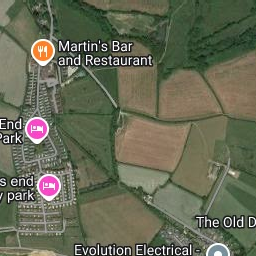 Martin's Bar
and Restaurant
End
Park
s end
y park
The Old D
Evolution Electrical -